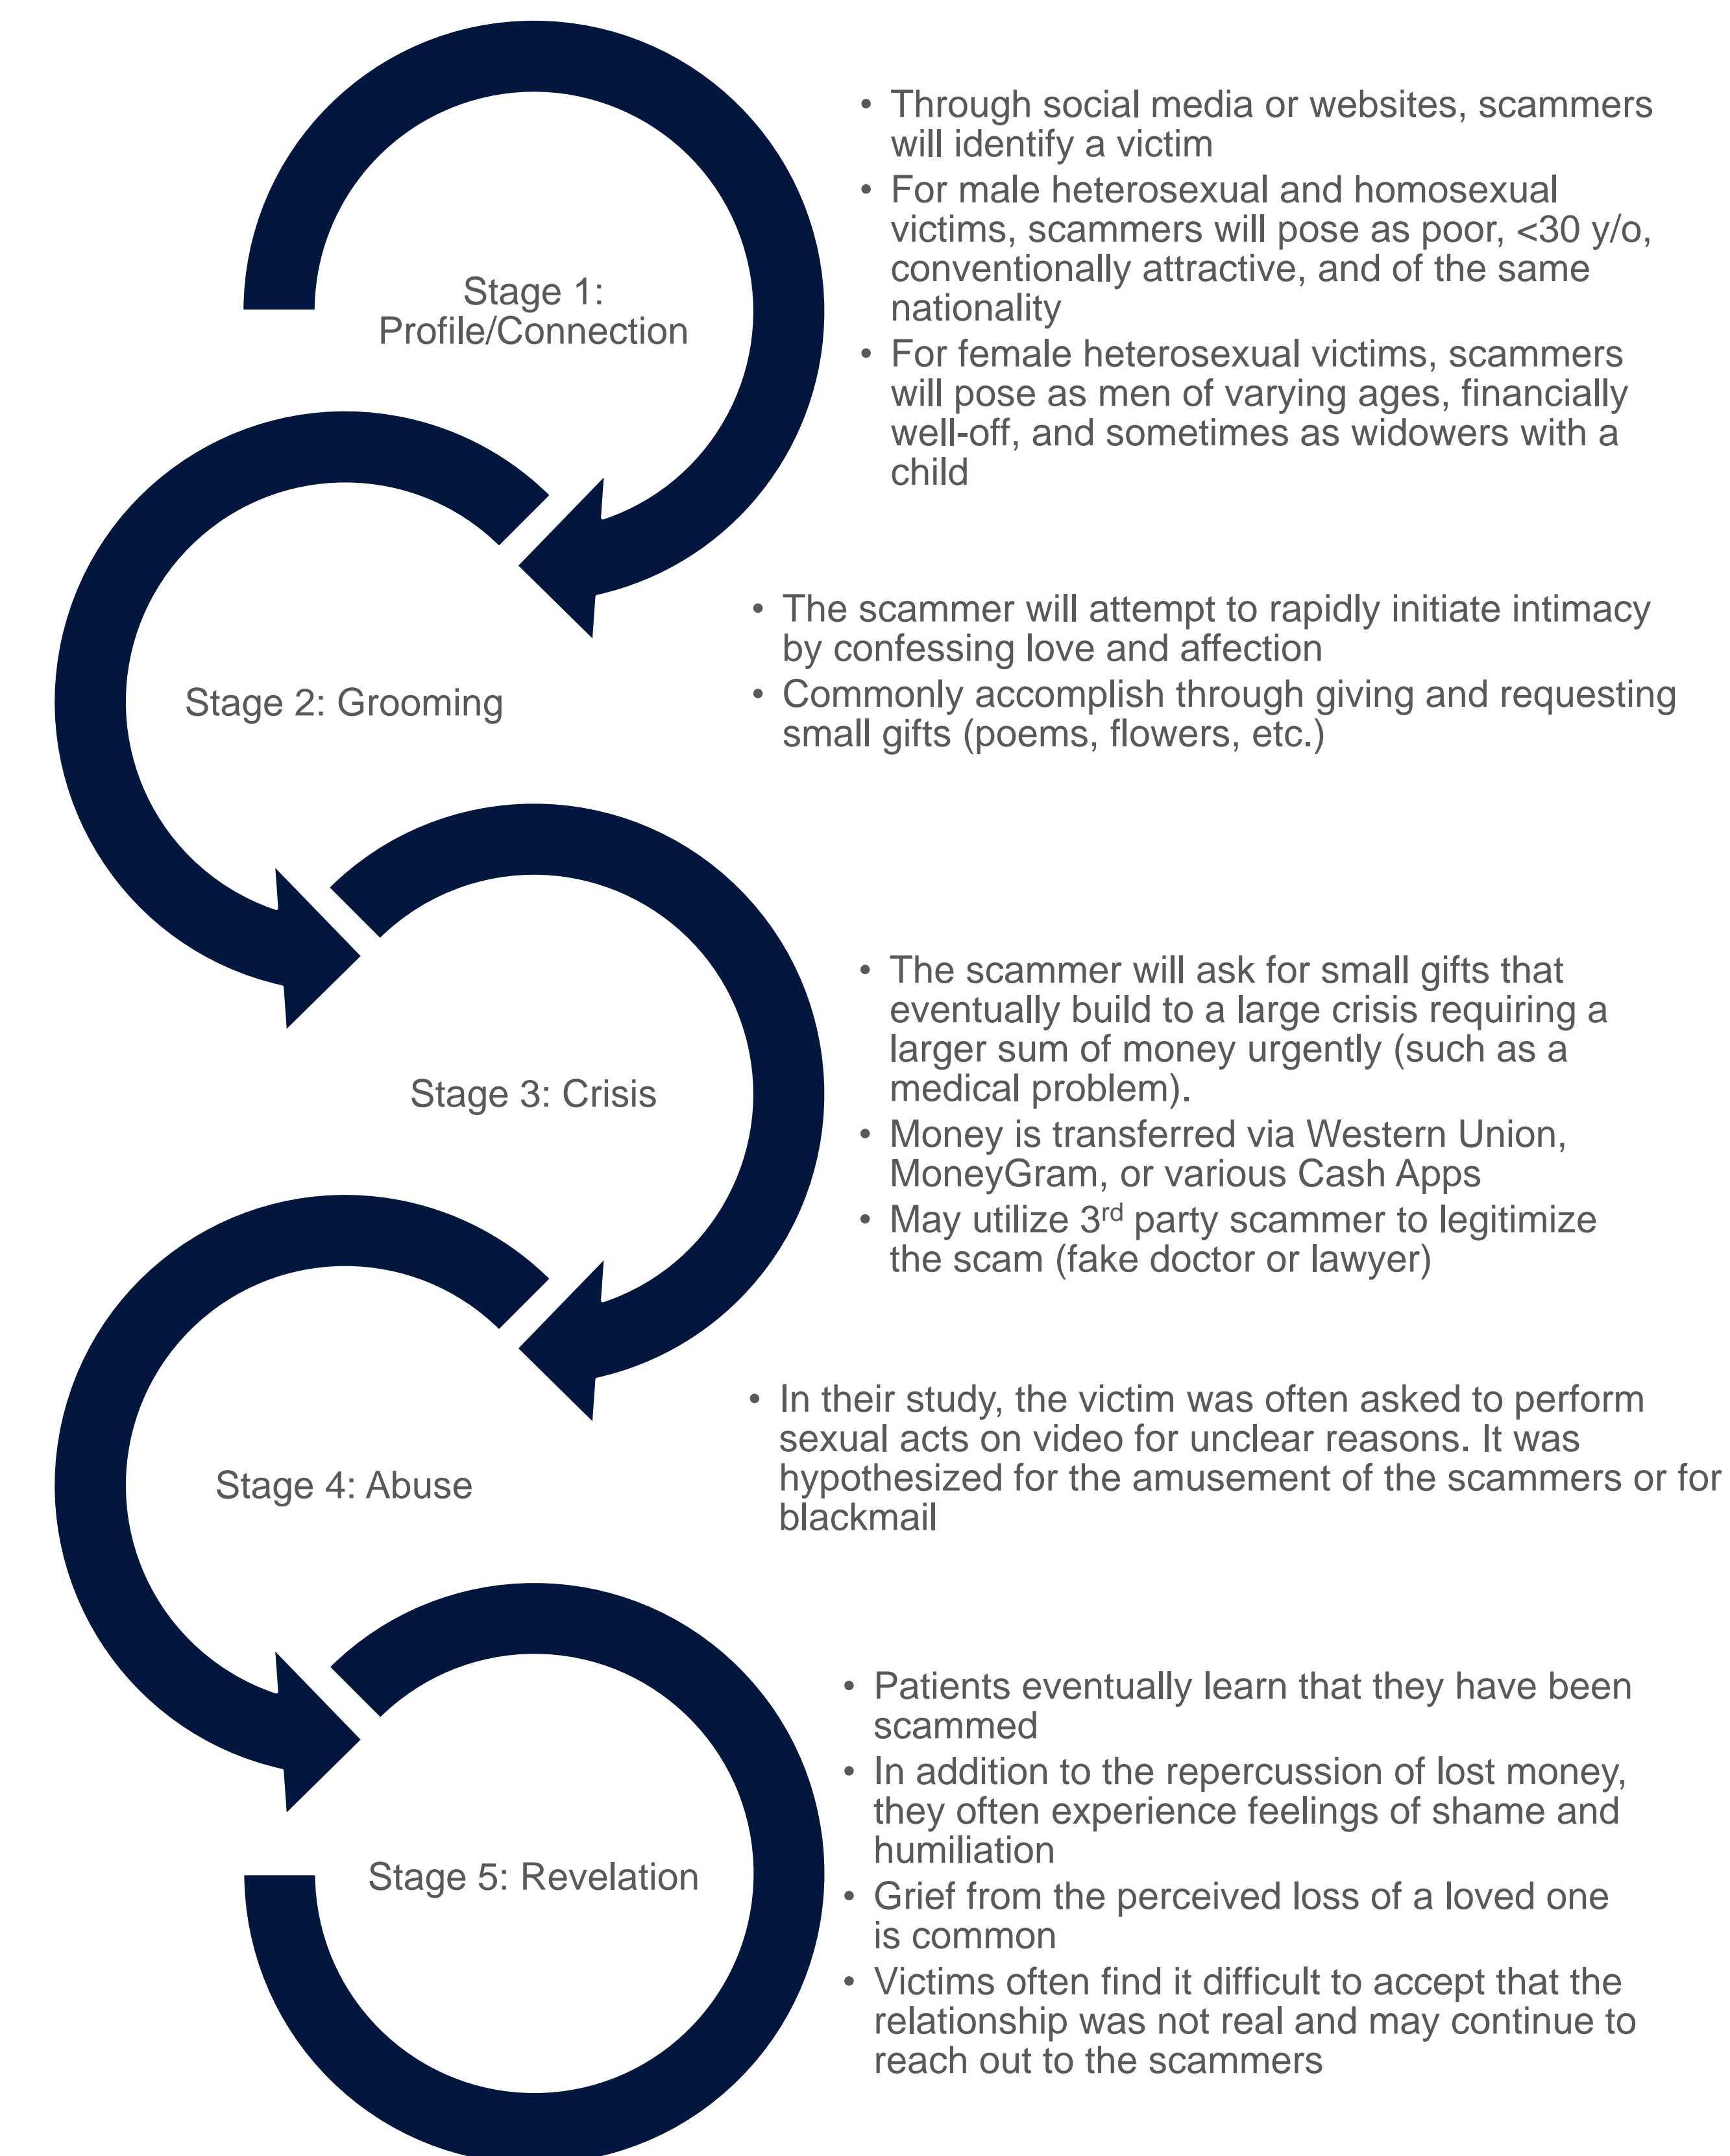 Stage 1:
Profile/Connection
• Through social media or websites, scammers
will identify a victim
• For male heterosexual and homosexual
victims, scammers will pose as poor, <30 y/o,
conventionally attractive, and of the same
nationality
• For female heterosexual victims, scammers
will pose as men of varying ages, financially
well-off, and sometimes as widowers with a
child
Stage 2: Grooming
• The scammer will attempt to rapidly initiate intimacy
by confessing love and affection
• Commonly accomplish through giving and requesting
small gifts (poems, flowers, etc.)
Stage 3: Crisis
• The scammer will ask for small gifts that
eventually build to a large crisis requiring a
larger sum of money urgently (such as a
medical problem).
• Money is transferred via Western Union,
MoneyGram, or various Cash Apps
• May utilize 3rd party scammer to legitimize
the scam (fake doctor or lawyer)
Stage 4: Abuse
• In their study, the victim was often asked to perform
sexual acts on video for unclear reasons. It was
hypothesized for the amusement of the scammers or for
blackmail
Stage 5: Revelation
• Patients eventually learn that they have been
scammed
• In addition to the repercussion of lost money,
they often experience feelings of shame and
humiliation
• Grief from the perceived loss of a loved one
is common
• Victims often find it difficult to accept that the
relationship was not real and may continue to
reach out to the scammers